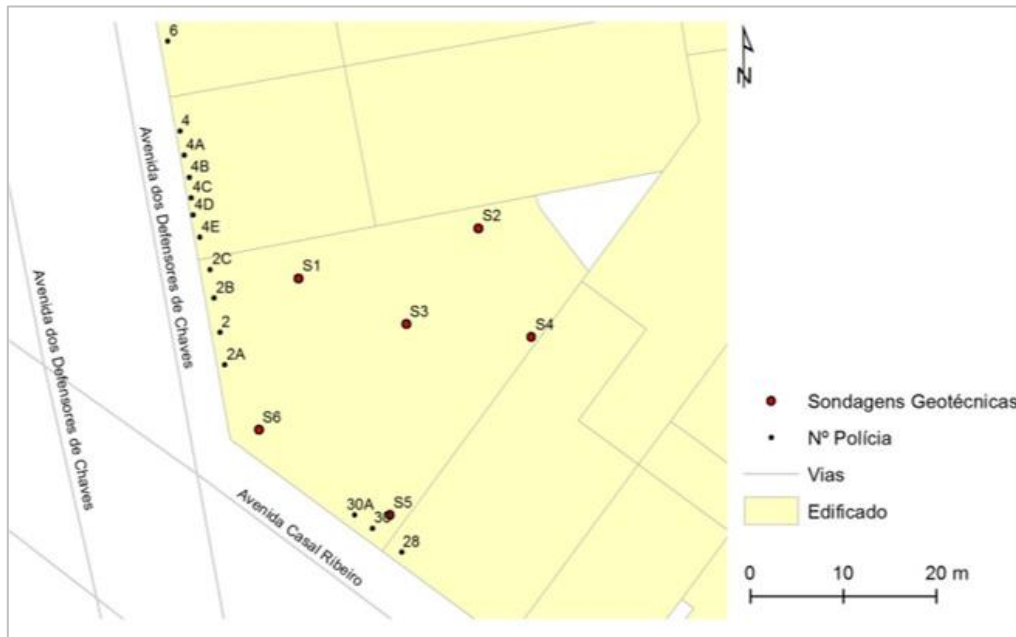 6
4
4A
4B
4C
4D
4E
2C
2B
2
2A
S1
S2
S3
S4
S5
S6
30A
28
Avenida dos Defensores de Chaves
Avenida dos Defensores de Chaves
Avenida Casal Ribeiro
N
Sondagens Geotécnicas
Nº Polícia
Vias
Edificado
0 10 20 m